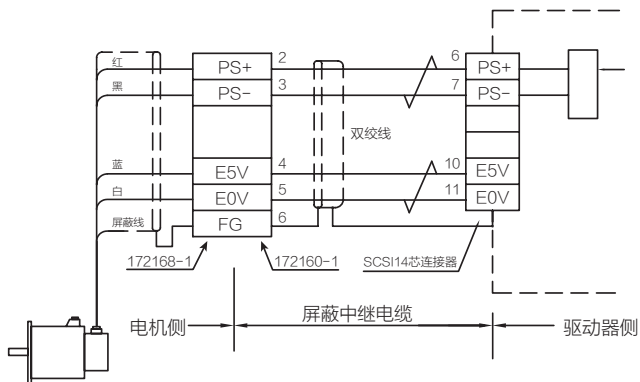 红 PS+ 2 6 PS+
黑 PS- 3 7 PS-
双绞线
蓝 E5V 4 10 E5V
白 E0V 5 11 E0V
屏蔽线 FG 6
172168-1 172160-1 SCSI14芯连接器
电机侧 屏蔽中继电缆 驱动器侧